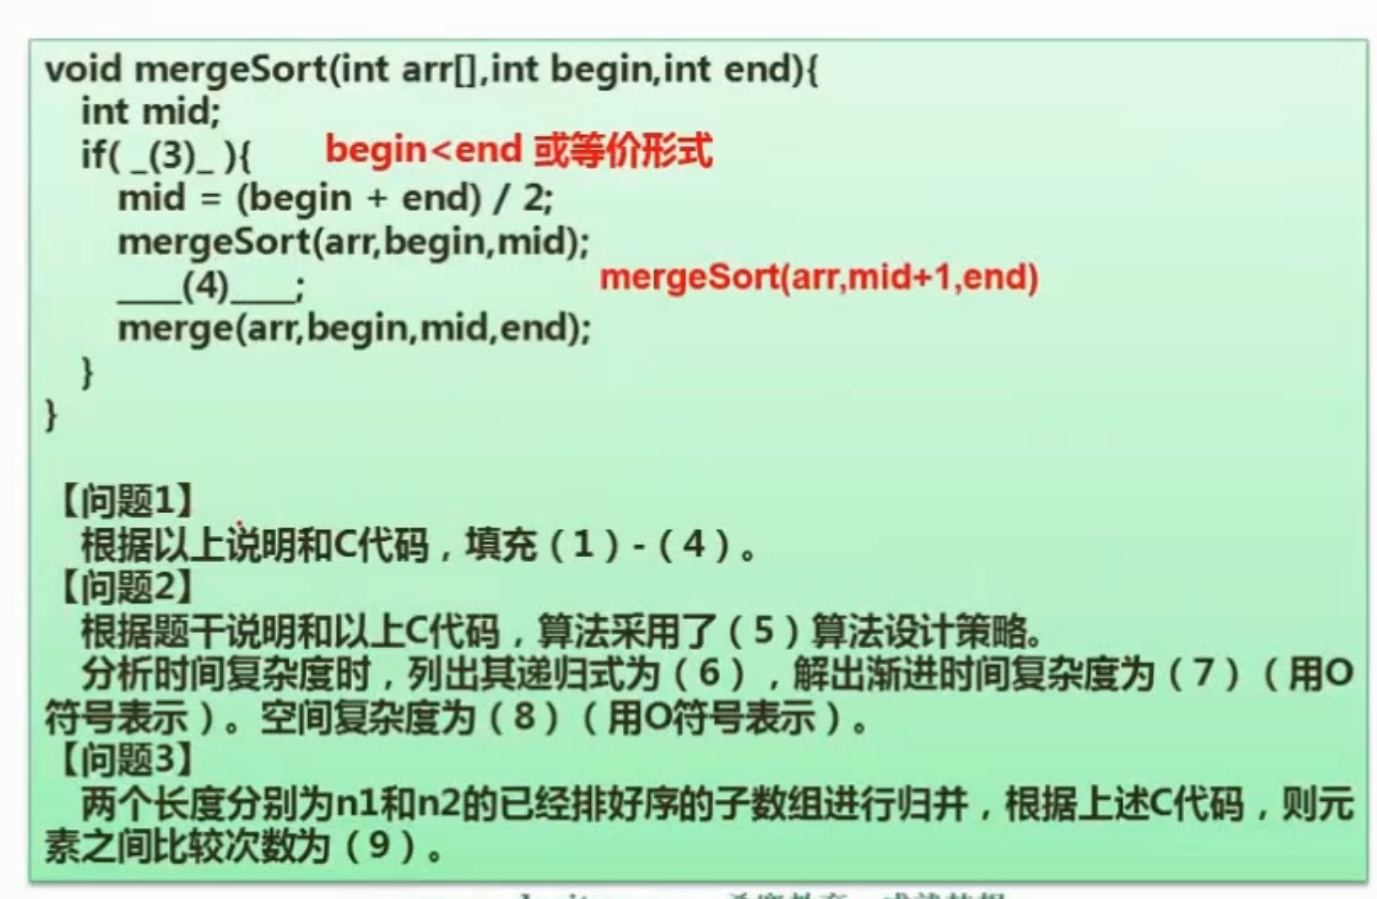 void mergeSort(int arr[],int begin,int end){
int mid;
if( _(3)_ ){ begin<end 或等价形式
mid = (begin + end) / 2;
mergeSort(arr,begin,mid);
___(4)___; mergeSort(arr,mid+1,end)
merge(arr,begin,mid,end);
}
}
【问题1】
根据以上说明和C代码，填充（1）-（4）。
【问题2】
根据题干说明和以上C代码，算法采用了（5）算法设计策略。
分析时间复杂度时，列出其递归式为（6），解出渐进时间复杂度为（7）（用O
符号表示）。空间复杂度为（8）（用O符号表示）。
【问题3】
两个长度分别为n1和n2的已经排好序的子数组进行归并，根据上述C代码，则元
素之间比较次数为（9）。